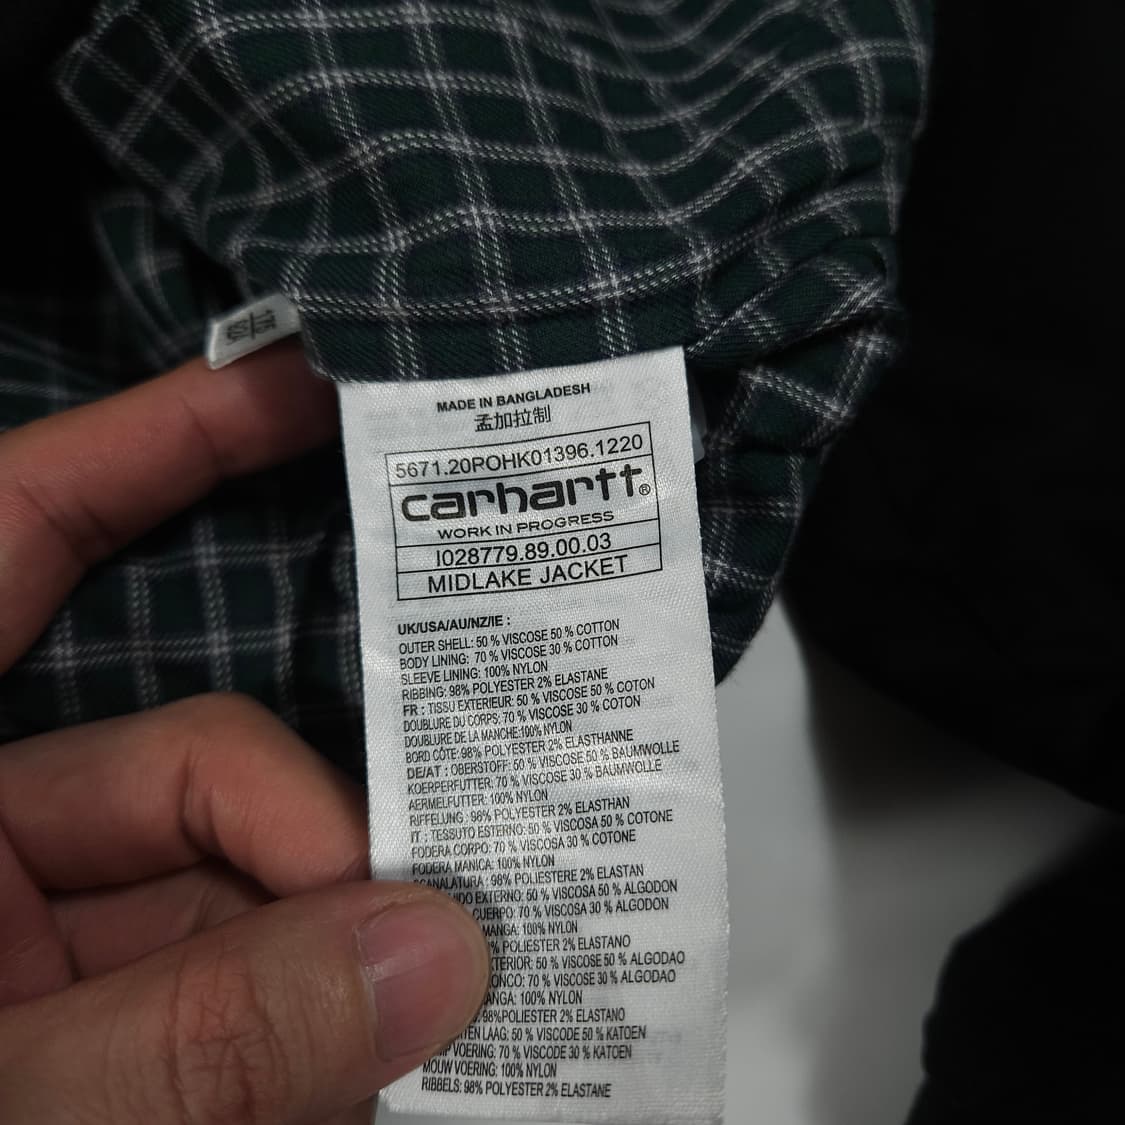 MADE IN BANGLADESH
孟加拉制
5671.20POHK01396.1220
carhartt®
WORK IN PROGRESS
I028779.89.00.03
MIDLAKE JACKET
UK/USA/AU/NZ/IE :
OUTER SHELL: 50 % VISCOSE 50 % COTTON
BODY LINING: 70 % VISCOSE 30 % COTTON
SLEEVE LINING: 100% NYLON
RIBBING: 98% POLYESTER 2% ELASTANE
FR : TISSU EXTERIEUR: 50 % VISCOSE 50 % COTON
DOUBLURE DU CORPS: 70 % VISCOSE 30 % COTON
DOUBLURE DE LA MANCHE:100% NYLON
BORD CÔTE: 98% POLYESTER 2% ELASTHANNE
DE/AT : OBERSTOFF: 50 % VISCOSE 50 % BAUMWOLLE
KOERPERFUTTER: 70 % VISCOSE 30 % BAUMWOLLE
AERMELFUTTER: 100% NYLON
RIFFELUNG : 98% POLYESTER 2% ELASTHAN
IT : TESSUTO ESTERNO: 50 % VISCOSA 50 % COTONE
FODERA CORPO: 70 % VISCOSA 30 % COTONE
FODERA MANICA: 100% NYLON
SCANALATURA : 98% POLIESTERE 2% ELASTAN
EXTERNO: 50 % VISCOSA 50 % ALGODON
CUERPO: 70 % VISCOSA 30 % ALGODON
MANGA: 100% NYLON
% POLIESTER 2% ELASTANO
50 % VISCOSE 50 % ALGODAO
70 % VISCOSE 30 % ALGODAO
100% NYLON
98%POLIESTER 2% ELASTANO
LAAG: 50 % VISCODE 50 % KATOEN
VOERING: 70 % VISCODE 30 % KATOEN
MOUW VOERING: 100% NYLON
RIBBELS: 98% POLYESTER 2% ELASTANE